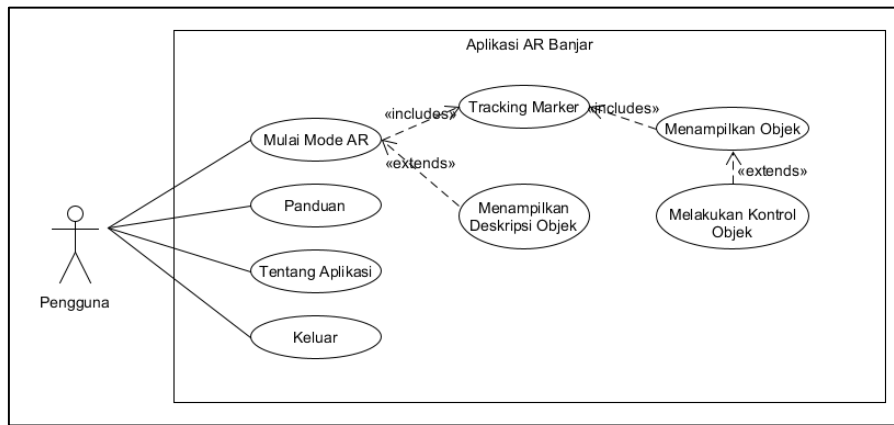 Aplikasi AR Banjar
Tracking Marker
«includes»
«includes»
Menampilkan Objek
Mulai Mode AR
«extends»
«extends»
Panduan
Menampilkan
Deskripsi Objek
Melakukan Kontrol
Objek
Tentang Aplikasi
Pengguna
Keluar